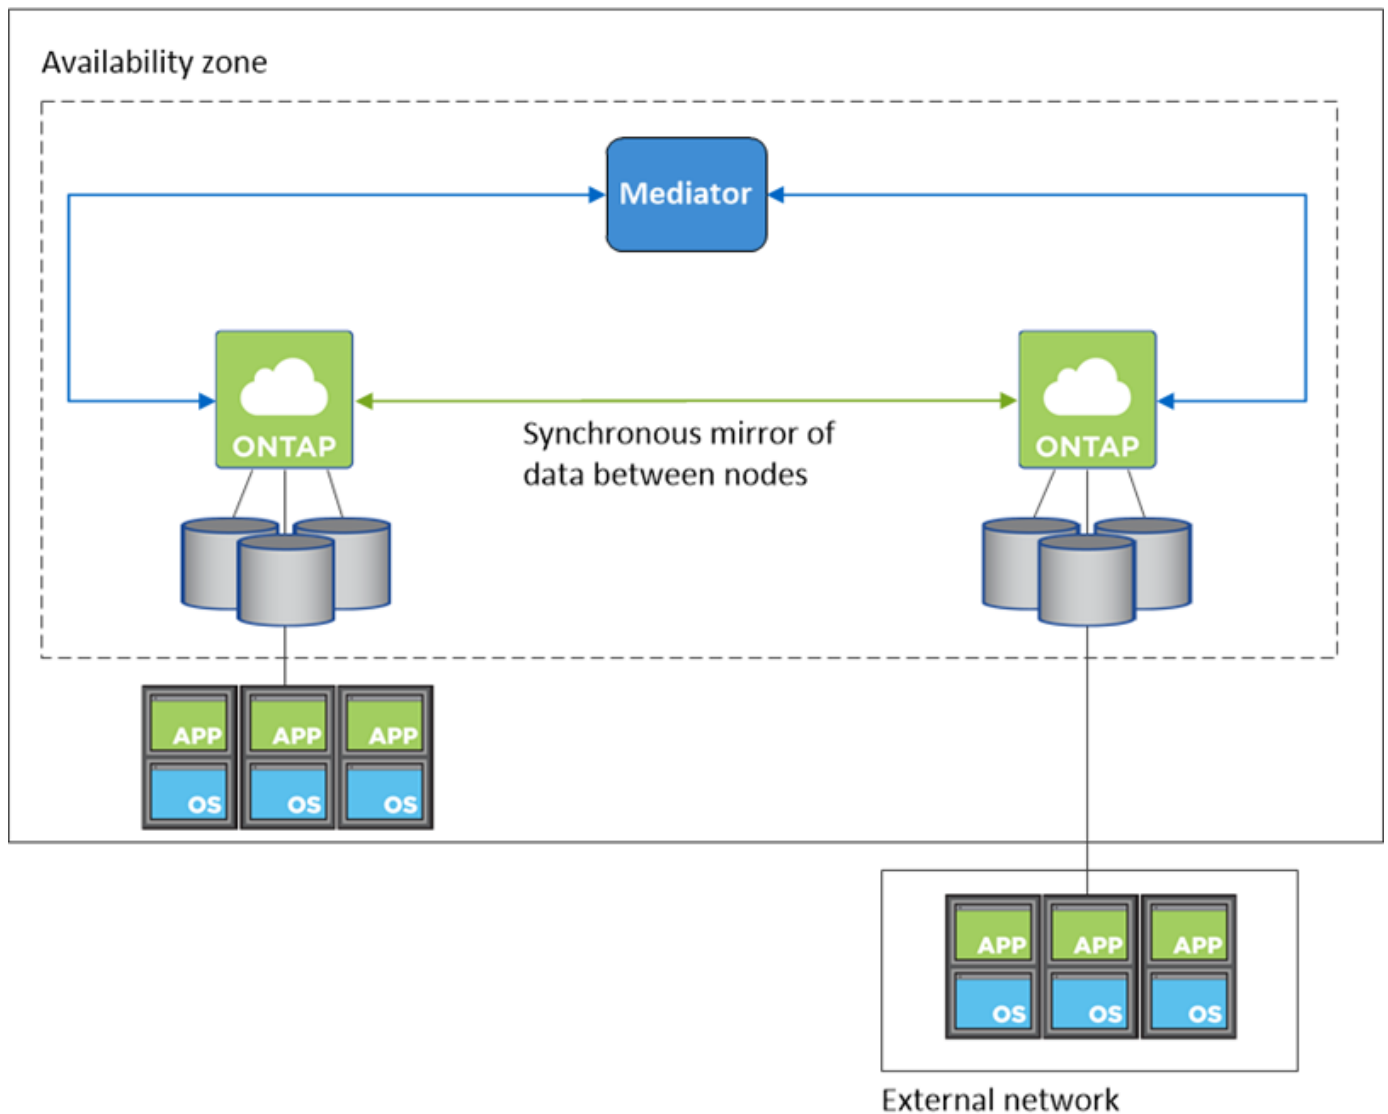 Availability zone
Mediator
ONTAP
ONTAP
Synchronous mirror of
data between nodes
APP APP APP
OS OS OS
APP APP APP
OS OS OS
External network